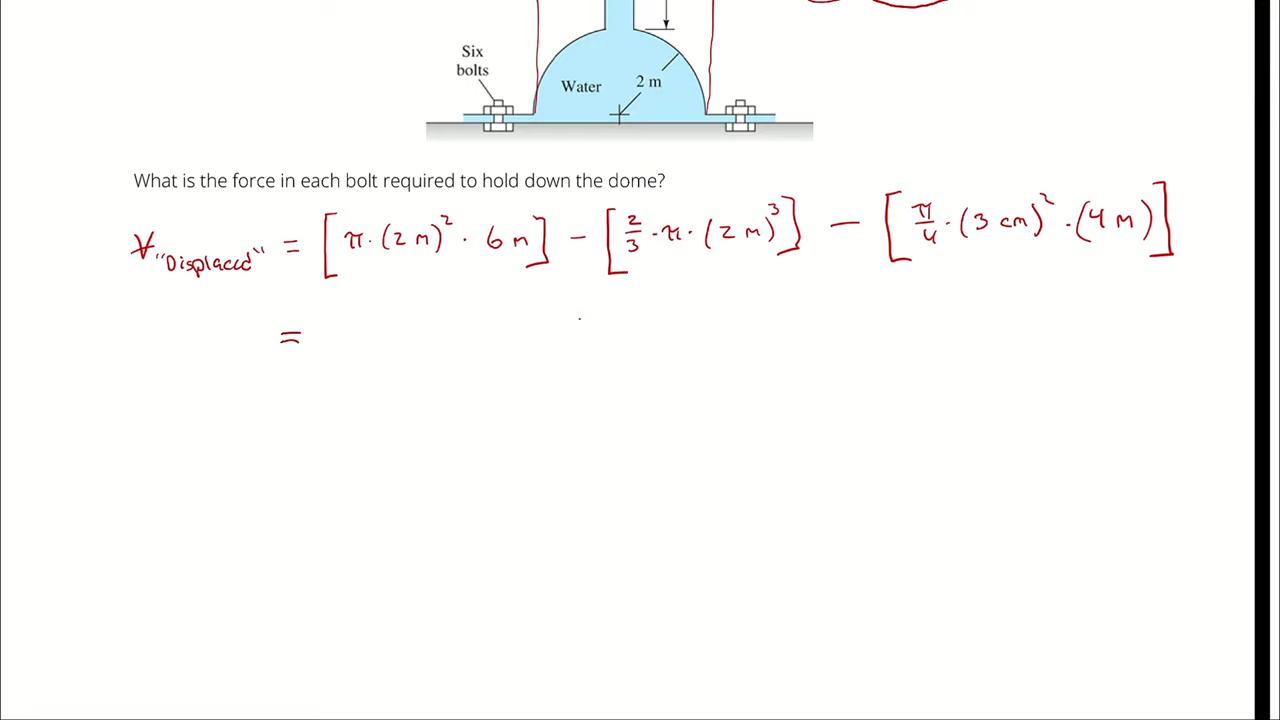 Six
bolts
Water
2 m
What is the force in each bolt required to hold down the dome?
V"Displaced" = [π · (2 m)² · 6 m] − [2/3 · π · (2 m)³] − [π/4 · (3 cm)² · (4 m)]
=